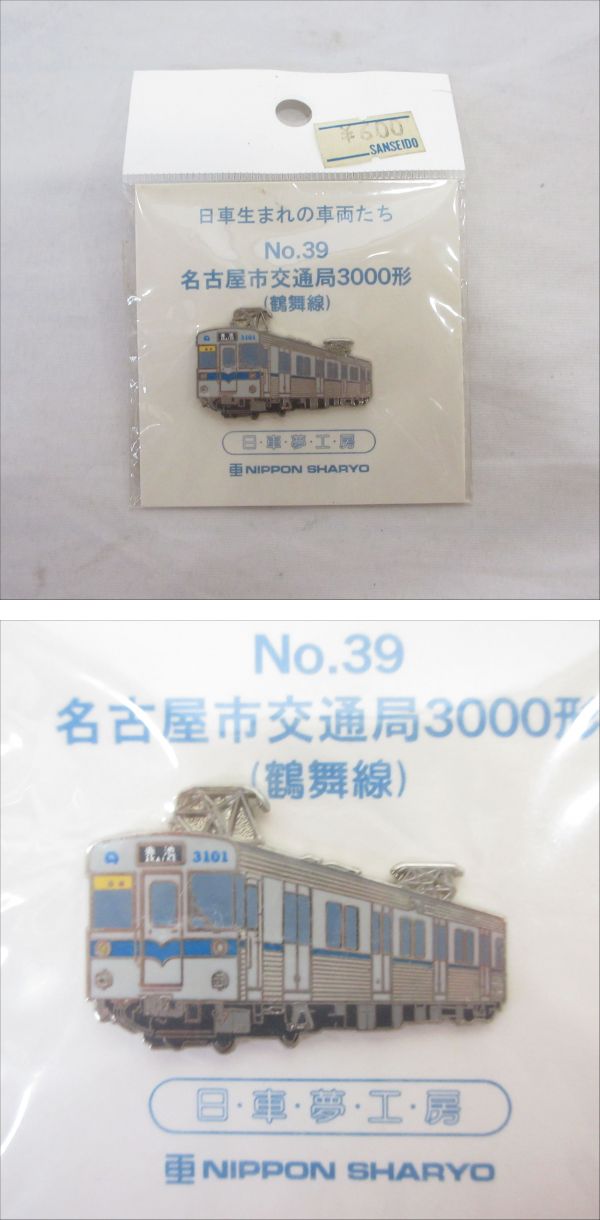 ¥600
SANSEIDO
日車生まれの車両たち
No.39
名古屋市交通局3000形
(鶴舞線)
3101
日・車・夢・工・房
NIPPON SHARYO
No.39
名古屋市交通局3000形
(鶴舞線)
3101
日・車・夢・工・房
NIPPON SHARYO